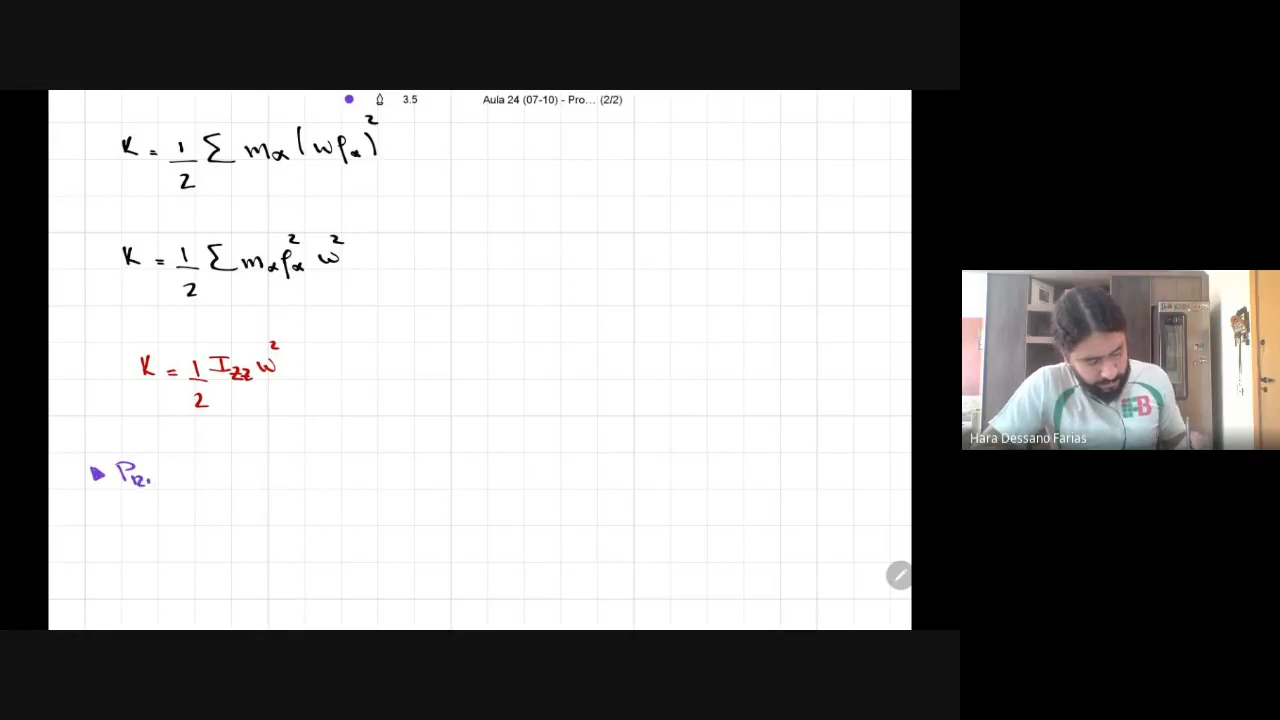 3.5 Aula 24 (07-10) - Pro... (2/2)
K = 1/2 Σ mα (ωρα)²
K = 1/2 Σ mα ρα² ω²
K = 1/2 Izz ω²
Hara Dessano Farias